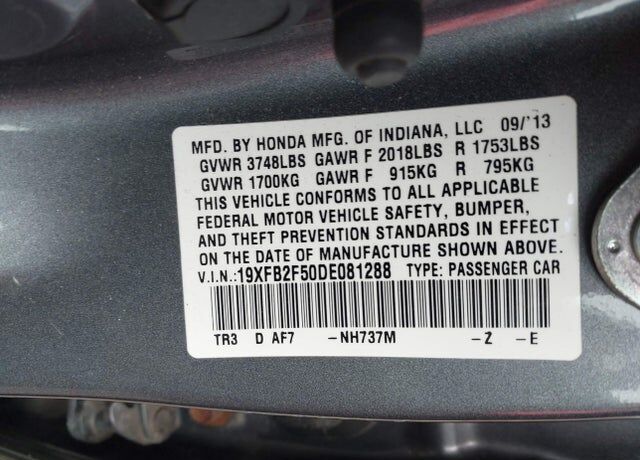 MFD. BY HONDA MFG. OF INDIANA, LLC 09/'13
GVWR 3748LBS GAWR F 2018LBS R 1753LBS
GVWR 1700KG GAWR F 915KG R 795KG
THIS VEHICLE CONFORMS TO ALL APPLICABLE
FEDERAL MOTOR VEHICLE SAFETY, BUMPER,
AND THEFT PREVENTION STANDARDS IN EFFECT
ON THE DATE OF MANUFACTURE SHOWN ABOVE.
V.I.N.:19XFB2F50DE081288 TYPE: PASSENGER CAR
TR3 D AF7 -NH737M -Z -E